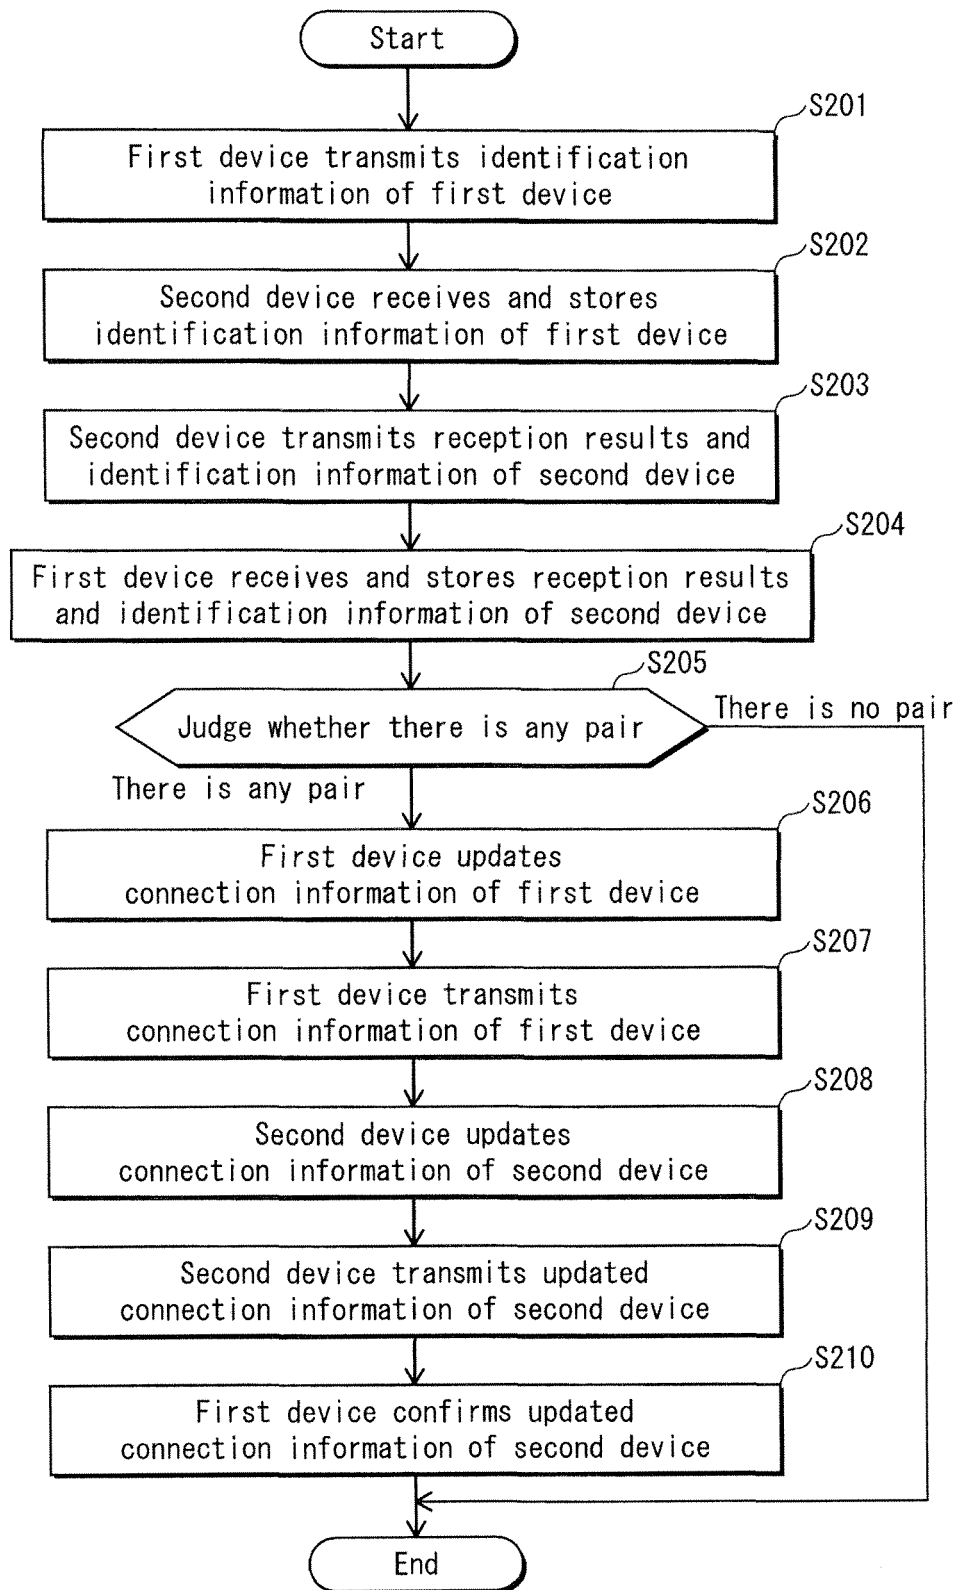 Start
S201
First device transmits identification
information of first device
S202
Second device receives and stores
identification information of first device
S203
Second device transmits reception results and
identification information of second device
S204
First device receives and stores reception results
and identification information of second device
S205
Judge whether there is any pair
There is no pair
There is any pair
S206
First device updates
connection information of first device
S207
First device transmits
connection information of first device
S208
Second device updates
connection information of second device
S209
Second device transmits updated
connection information of second device
S210
First device confirms updated
connection information of second device
End